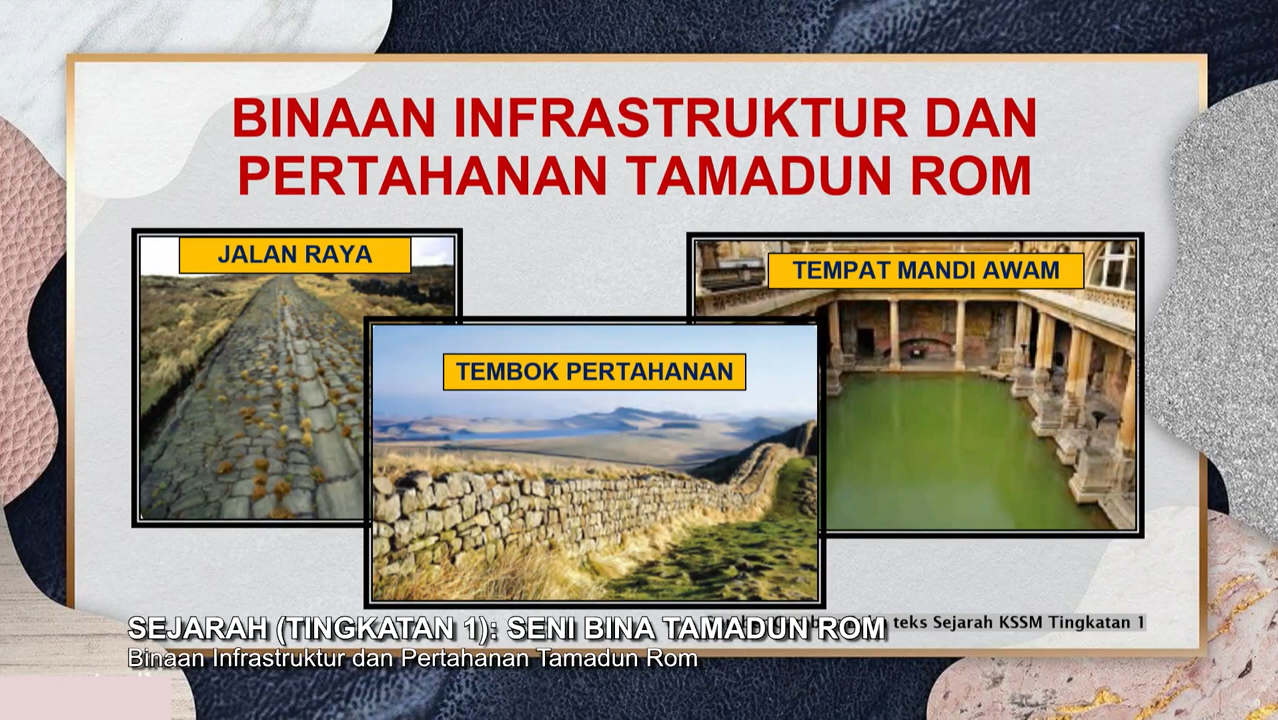 BINAAN INFRASTRUKTUR DAN
PERTAHANAN TAMADUN ROM
JALAN RAYA
TEMPAT MANDI AWAM
TEMBOK PERTAHANAN
teks Sejarah KSSM Tingkatan 1
SEJARAH (TINGKATAN 1): SENI BINA TAMADUN ROM
Binaan Infrastruktur dan Pertahanan Tamadun Rom